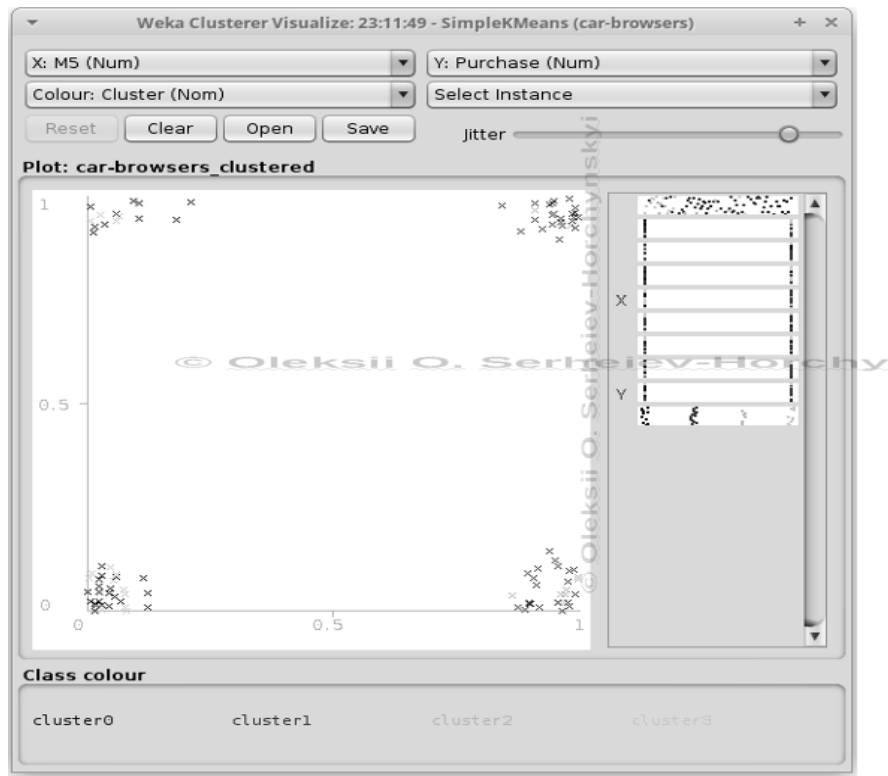 Weka Clusterer Visualize: 23:11:49 - SimpleKMeans (car-browsers)
X: M5 (Num)
Y: Purchase (Num)
Colour: Cluster (Nom)
Select Instance
Reset
Clear
Open
Save
Jitter
Plot: car-browsers_clustered
1
0.5
0
0
0.5
1
X
Y
© Oleksii O. Serheiev-Horchy
© Oleksii O. Serheiev-Horchynskyi
Class colour
cluster0
cluster1
cluster2
cluster3